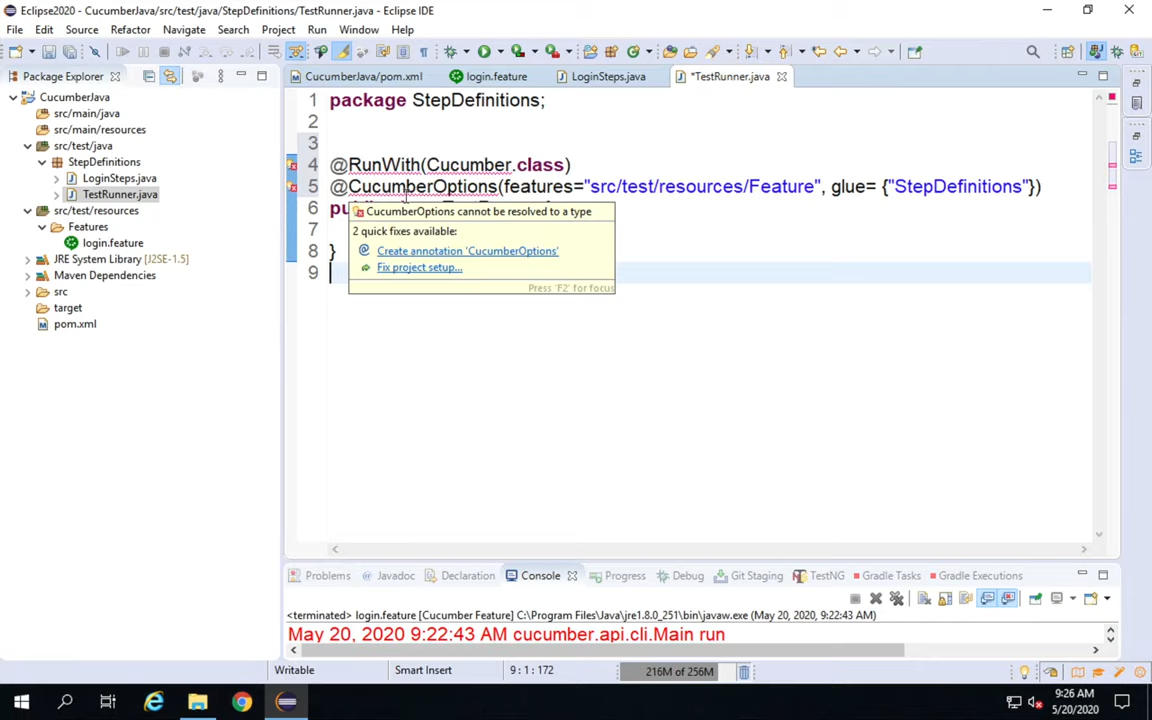 Eclipse2020 - CucumberJava/src/test/java/StepDefinitions/TestRunner.java - Eclipse IDE
File Edit Source Refactor Navigate Search Project Run Window Help
Package Explorer
CucumberJava/pom.xml login.feature LoginSteps.java *TestRunner.java
CucumberJava
src/main/java
src/main/resources
src/test/java
StepDefinitions
LoginSteps.java
TestRunner.java
src/test/resources
Features
login.feature
JRE System Library [J2SE-1.5]
Maven Dependencies
src
target
pom.xml
1 package StepDefinitions;
2
3
4 @RunWith(Cucumber.class)
5 @CucumberOptions(features="src/test/resources/Feature", glue= {"StepDefinitions"})
6
7
8 }
9
CucumberOptions cannot be resolved to a type
2 quick fixes available:
Create annotation 'CucumberOptions'
Fix project setup...
Press 'F2' for focus
Problems Javadoc Declaration Console Progress Debug Git Staging TestNG Gradle Tasks Gradle Executions
<terminated> login.feature [Cucumber Feature] C:\Program Files\Java\jre1.8.0_251\bin\javaw.exe (May 20, 2020 9:22:43 AM)
May 20, 2020 9:22:43 AM cucumber.api.cli.Main run
Writable Smart Insert 9 : 1 : 172 216M of 256M
9:26 AM
5/20/2020